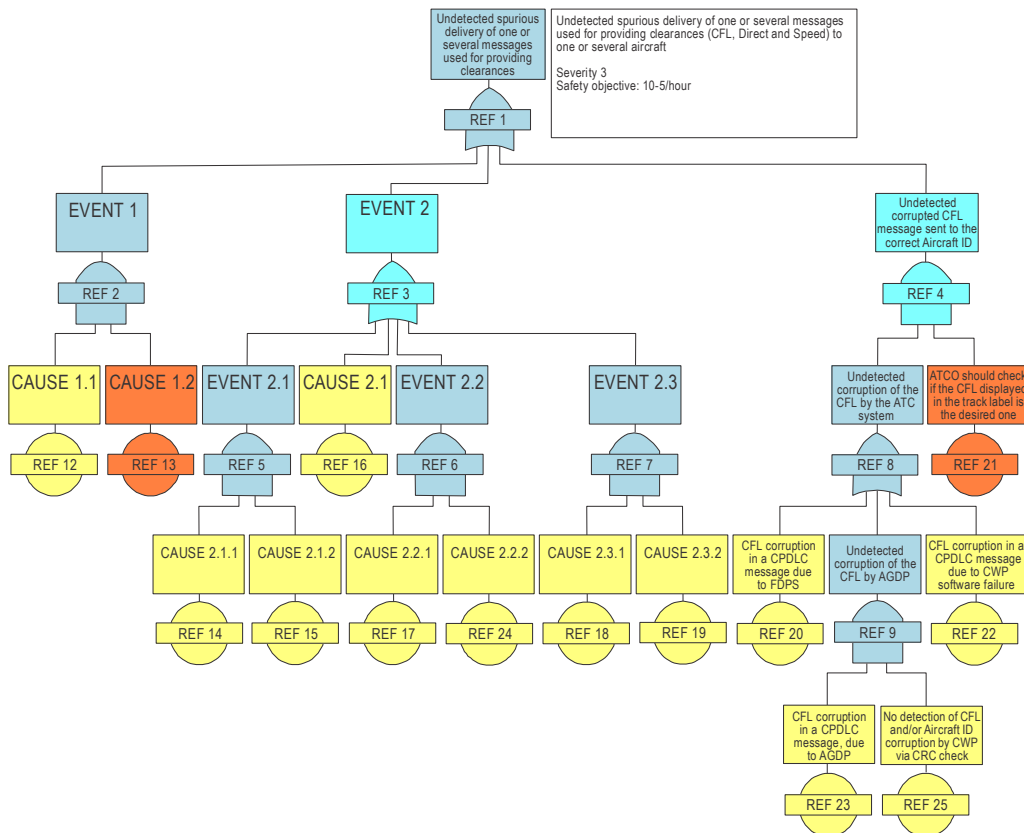 Undetected spurious
delivery of one or
several messages
used for providing
clearances
Undetected spurious delivery of one or several messages
used for providing clearances (CFL, Direct and Speed) to
one or several aircraft
Severity 3
Safety objective: 10-5/hour
REF 1
EVENT 1
EVENT 2
Undetected
corrupted CFL
message sent to the
correct Aircraft ID
REF 2
REF 3
REF 4
CAUSE 1.1
CAUSE 1.2
EVENT 2.1
CAUSE 2.1
EVENT 2.2
EVENT 2.3
Undetected
corruption of the
CFL by the ATC
system
ATCO should check
if the CFL displayed
in the track label is
the desired one
REF 12
REF 13
REF 5
REF 16
REF 6
REF 7
REF 8
REF 21
CAUSE 2.1.1
CAUSE 2.1.2
CAUSE 2.2.1
CAUSE 2.2.2
CAUSE 2.3.1
CAUSE 2.3.2
CFL corruption
in a CPDLC
message due
to FDPS
Undetected
corruption of the
CFL by AGDP
CFL corruption in a
CPDLC message
due to CWP
software failure
REF 14
REF 15
REF 17
REF 24
REF 18
REF 19
REF 20
REF 9
REF 22
CFL corruption
in a CPDLC
message, due
to AGDP
No detection of CFL
and/or Aircraft ID
corruption by CWP
via CRC check
REF 23
REF 25